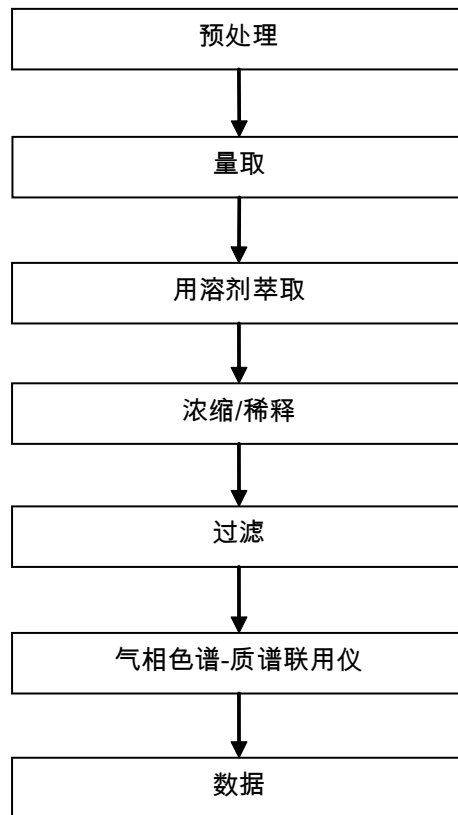 预处理
量取
用溶剂萃取
浓缩/稀释
过滤
气相色谱-质谱联用仪
数据